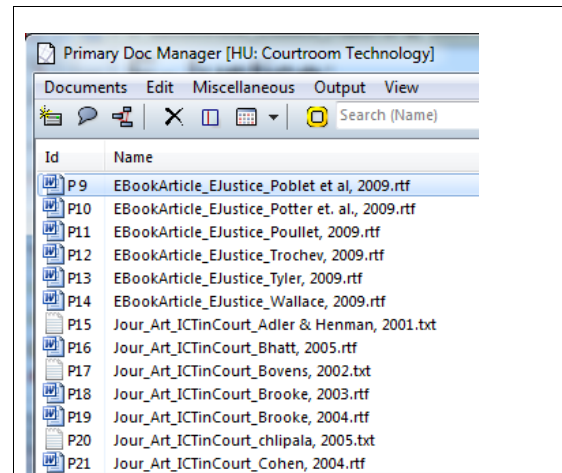 Primary Doc Manager [HU: Courtroom Technology]
Documents Edit Miscellaneous Output View
Search (Name)
Id Name
P 9 EBookArticle_EJustice_Poblet et al, 2009.rtf
P10 EBookArticle_EJustice_Potter et. al., 2009.rtf
P11 EBookArticle_EJustice_Poullet, 2009.rtf
P12 EBookArticle_EJustice_Trochev, 2009.rtf
P13 EBookArticle_EJustice_Tyler, 2009.rtf
P14 EBookArticle_EJustice_Wallace, 2009.rtf
P15 Jour_Art_ICTinCourt_Adler & Henman, 2001.txt
P16 Jour_Art_ICTinCourt_Bhatt, 2005.rtf
P17 Jour_Art_ICTinCourt_Bovens, 2002.txt
P18 Jour_Art_ICTinCourt_Brooke, 2003.rtf
P19 Jour_Art_ICTinCourt_Brooke, 2004.rtf
P20 Jour_Art_ICTinCourt_chlipala, 2005.txt
P21 Jour_Art_ICTinCourt_Cohen, 2004.rtf